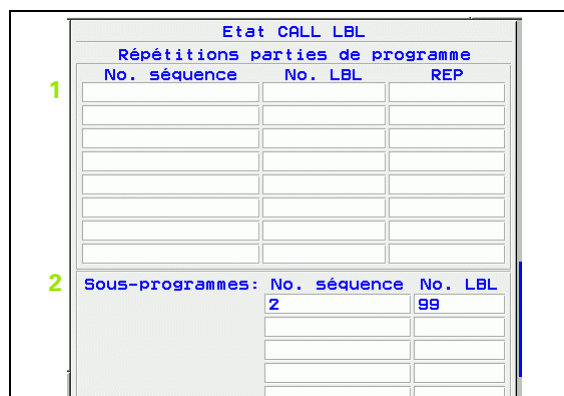 Etat CALL LBL
Répétitions parties de programme
No. séquence No. LBL REP
1
2 Sous-programmes: No. séquence No. LBL
2 99